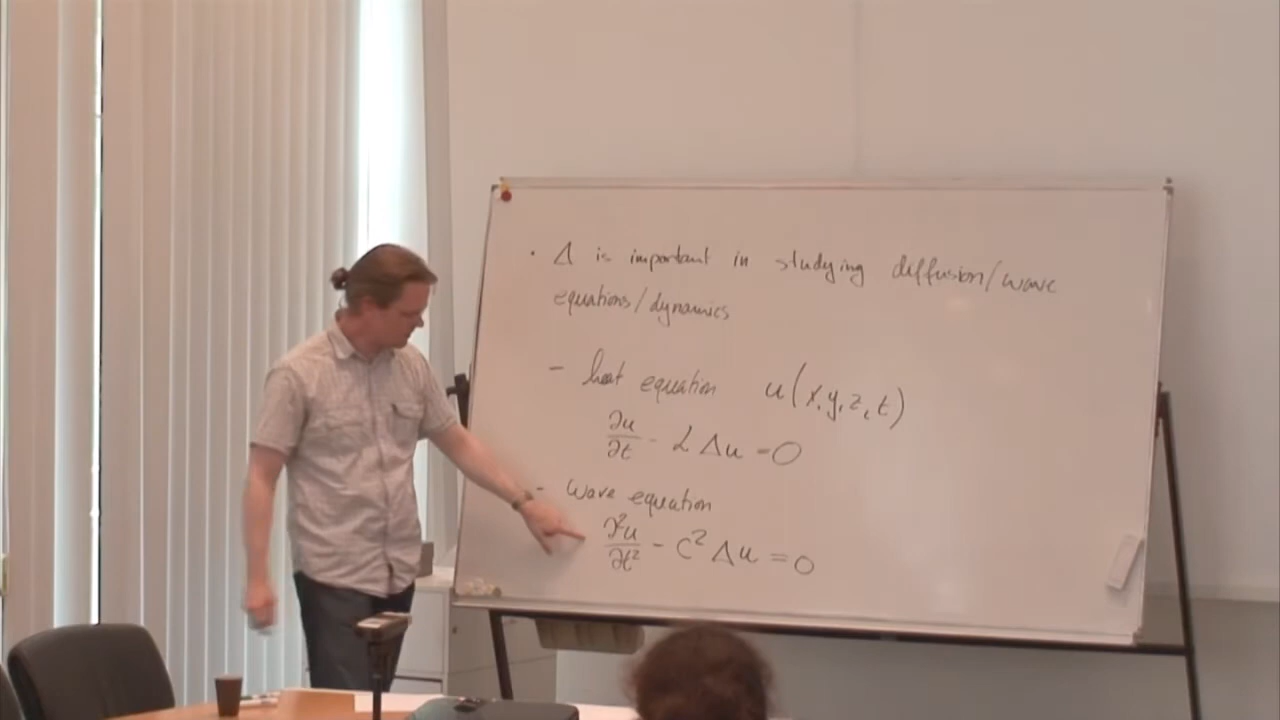 • Δ is important in studying diffusion/wave
equations/dynamics
- heat equation u(x,y,z,t)
∂u/∂t - α Δu = 0
- wave equation
∂²u/∂t² - c² Δu = 0